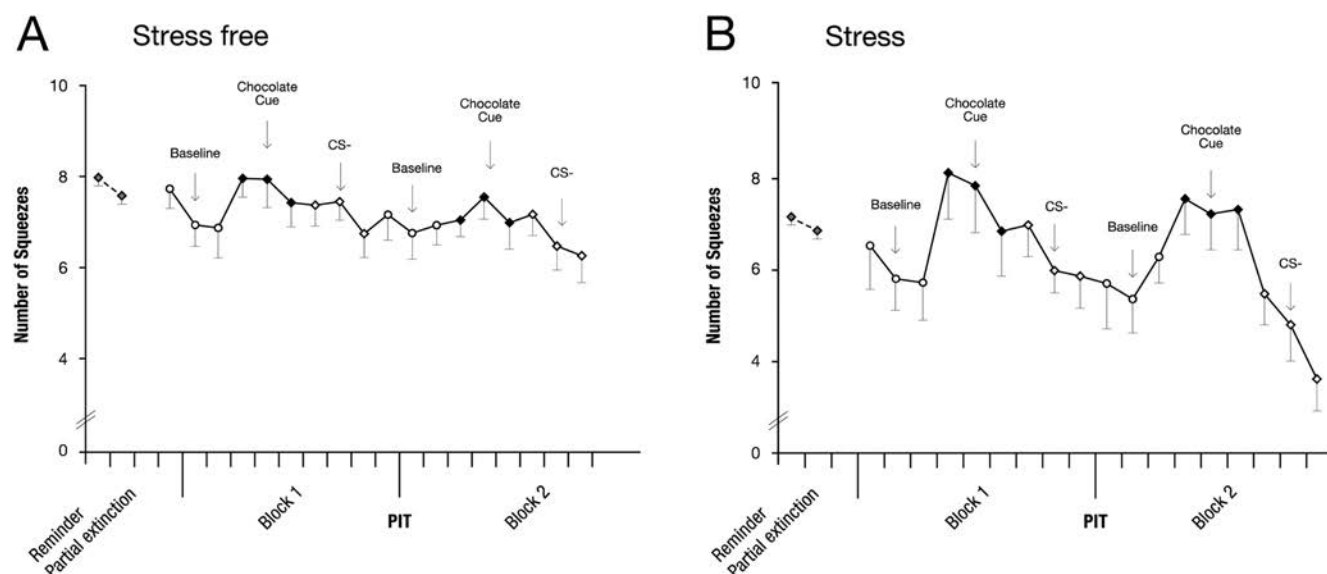 A Stress free
10
8
6
4
0
Number of Squeezes
Baseline
Chocolate
Cue
CS-
Baseline
Chocolate
Cue
CS-
Reminder
Partial extinction
Block 1
PIT
Block 2
B Stress
10
8
6
4
0
Number of Squeezes
Baseline
Chocolate
Cue
CS-
Baseline
Chocolate
Cue
CS-
Reminder
Partial extinction
Block 1
PIT
Block 2